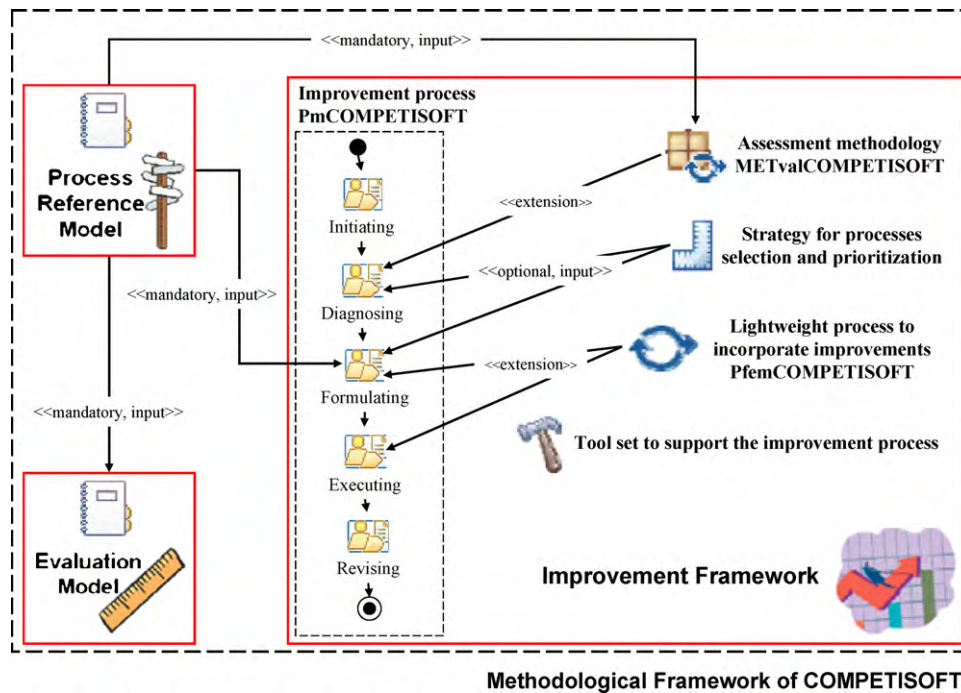 <<mandatory, input>>
Process
Reference
Model
<<mandatory, input>>
<<mandatory, input>>
Evaluation
Model
Improvement process
PmCOMPETISOFT
Initiating
Diagnosing
Formulating
Executing
Revising
Assessment methodology
METvalCOMPETISOFT
<<extension>>
Strategy for processes
selection and prioritization
<<optional, input>>
Lightweight process to
incorporate improvements
PfemCOMPETISOFT
<<extension>>
Tool set to support the improvement process
Improvement Framework
Methodological Framework of COMPETISOFT